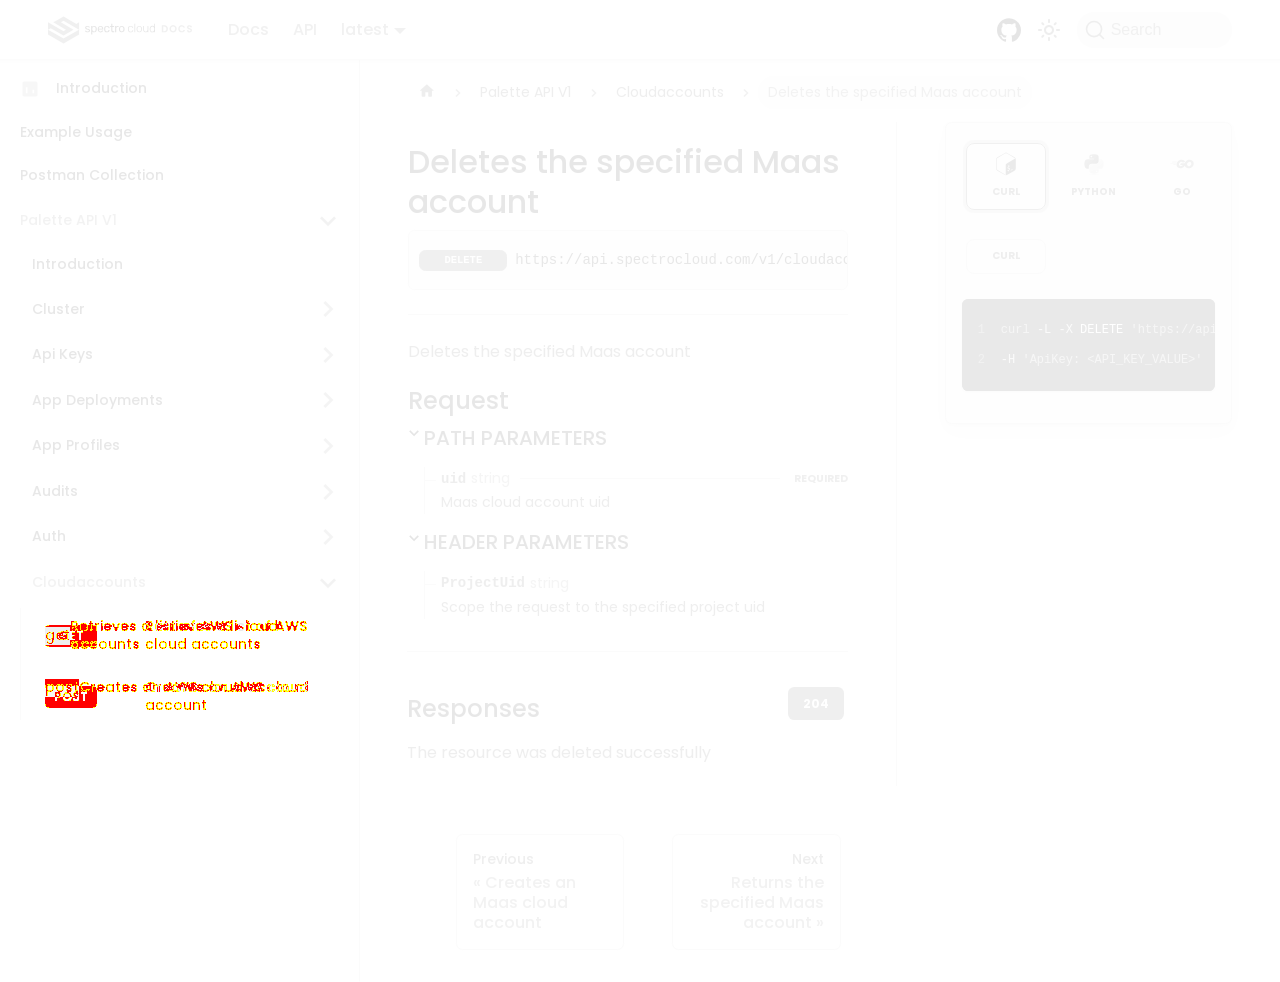 spectro cloud DOCS
Docs API latest
Search
Introduction
Example Usage
Postman Collection
Palette API V1
Introduction
Cluster
Api Keys
App Deployments
App Profiles
Audits
Auth
Cloudaccounts
cloud accounts
account
Palette API V1
Cloudaccounts
Deletes the specified Maas account
Deletes the specified Maas
account
DELETE https://api.spectrocloud.com/v1/cloudacc
Deletes the specified Maas account
Request
PATH PARAMETERS
uid string REQUIRED
Maas cloud account uid
HEADER PARAMETERS
ProjectUid string
Scope the request to the specified project uid
Responses 204
The resource was deleted successfully
Previous
« Creates an
Maas cloud
account
Next
Returns the
specified Maas
account »
CURL PYTHON GO
CURL
1 curl -L -X DELETE 'https://api
2 -H 'ApiKey: <API_KEY_VALUE>'